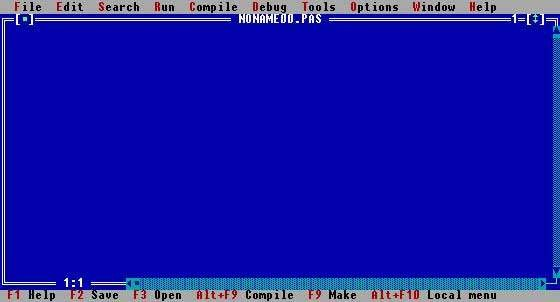 File Edit Search Run Compile Debug Tools Options Window Help
[■] NONAME00.PAS 1=[↕]
1:1
F1 Help F2 Save F3 Open Alt+F9 Compile F9 Make Alt+F10 Local menu